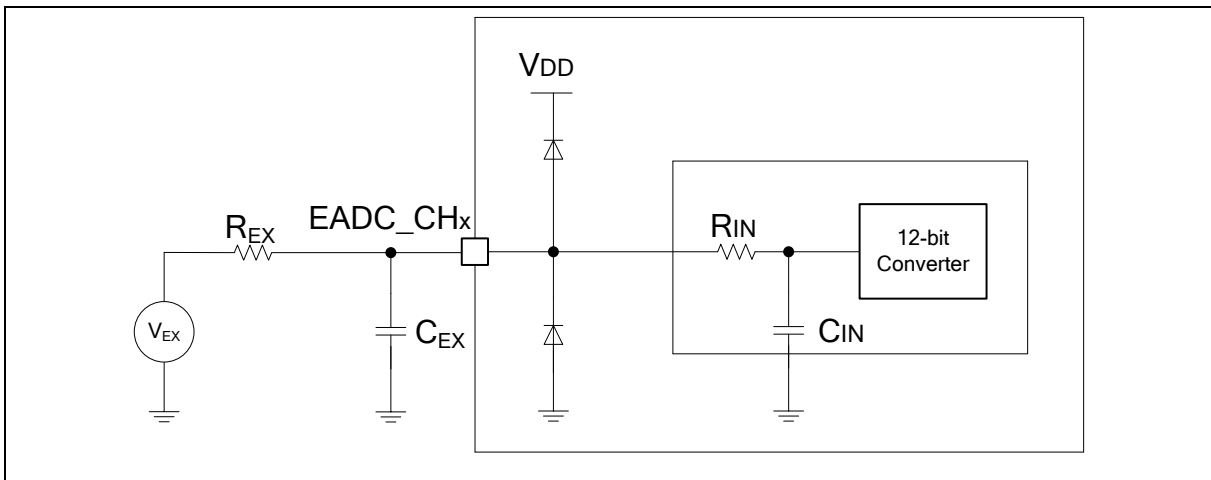 VDD
EADC_CHx
REX
RIN
12-bit
Converter
VEX
CEX
CIN